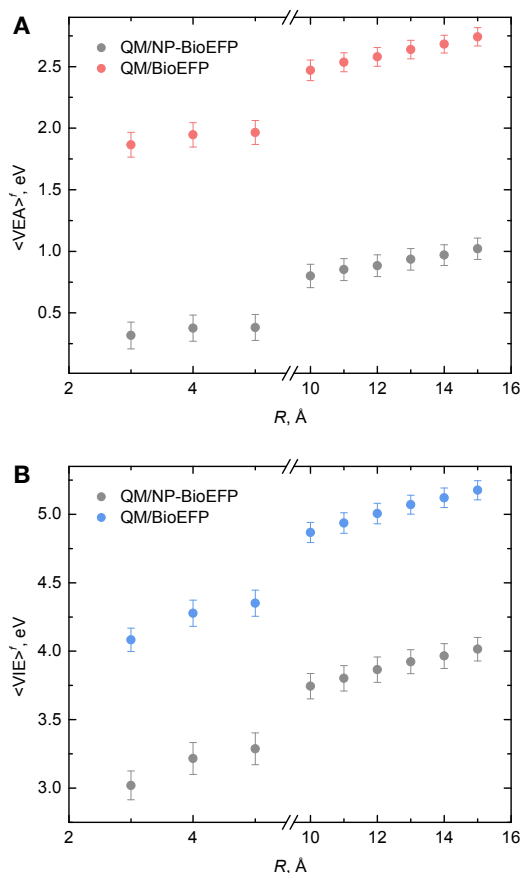 A
QM/NP-BioEFP
QM/BioEFP
2.5
2.0
1.5
1.0
0.5
<VEA>f, eV
2 4 10 12 14 16
R, Å
B
QM/NP-BioEFP
QM/BioEFP
5.0
4.5
4.0
3.5
3.0
<VIE>f, eV
2 4 10 12 14 16
R, Å